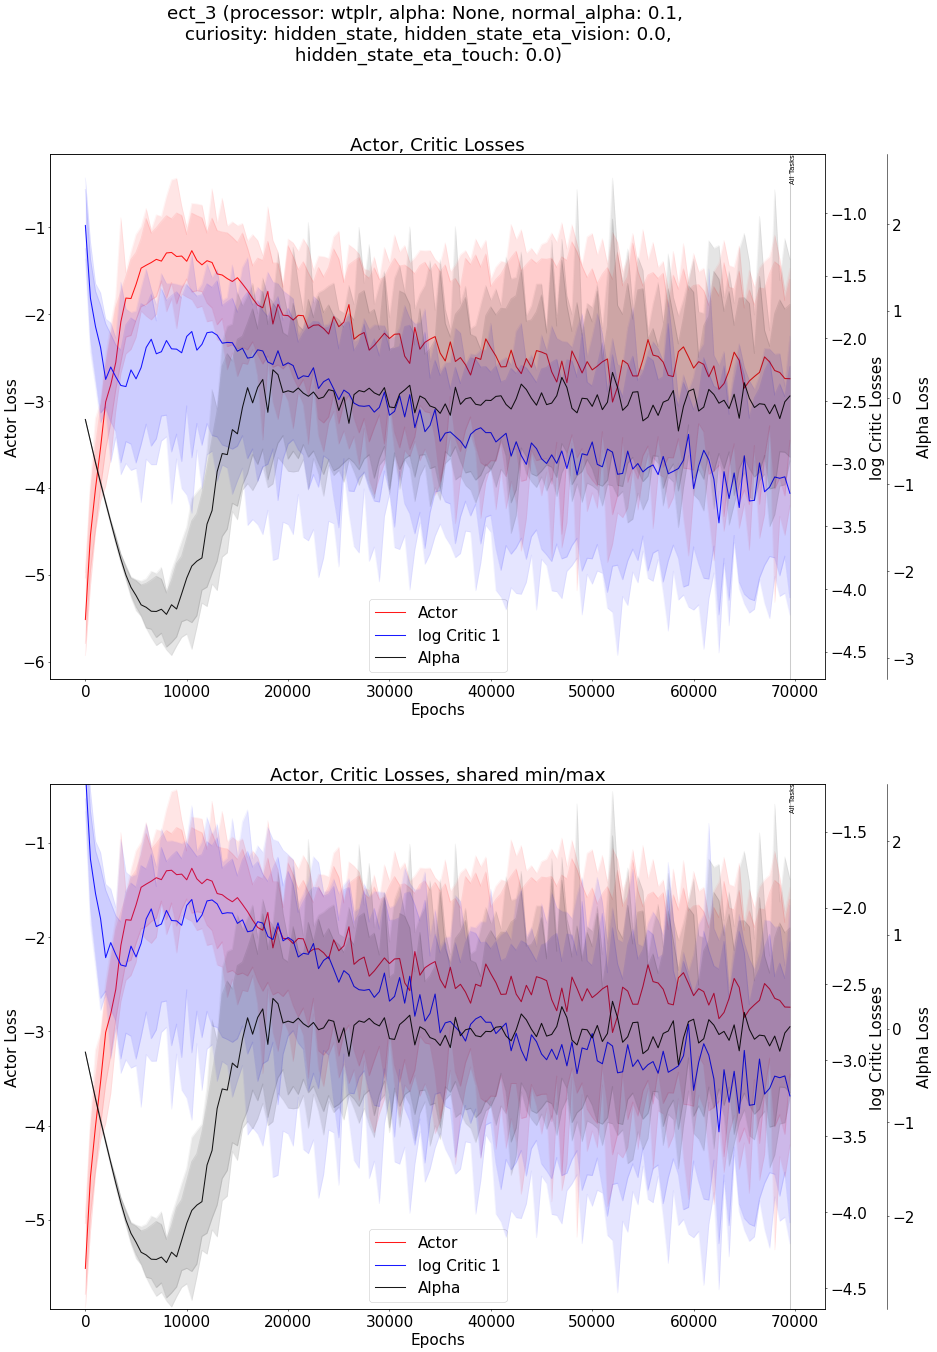 ect_3 (processor: wtplr, alpha: None, normal_alpha: 0.1,
curiosity: hidden_state, hidden_state_eta_vision: 0.0,
hidden_state_eta_touch: 0.0)
Actor, Critic Losses
All Tasks
−1
−2
−3
−4
−5
−6
Actor Loss
−1.0
−1.5
−2.0
−2.5
−3.0
−3.5
−4.0
−4.5
log Critic Losses
2
1
0
−1
−2
−3
Alpha Loss
Actor
log Critic 1
Alpha
0 10000 20000 30000 40000 50000 60000 70000
Epochs
Actor, Critic Losses, shared min/max
All Tasks
−1
−2
−3
−4
−5
Actor Loss
−1.5
−2.0
−2.5
−3.0
−3.5
−4.0
−4.5
log Critic Losses
2
1
0
−1
−2
Alpha Loss
Actor
log Critic 1
Alpha
0 10000 20000 30000 40000 50000 60000 70000
Epochs